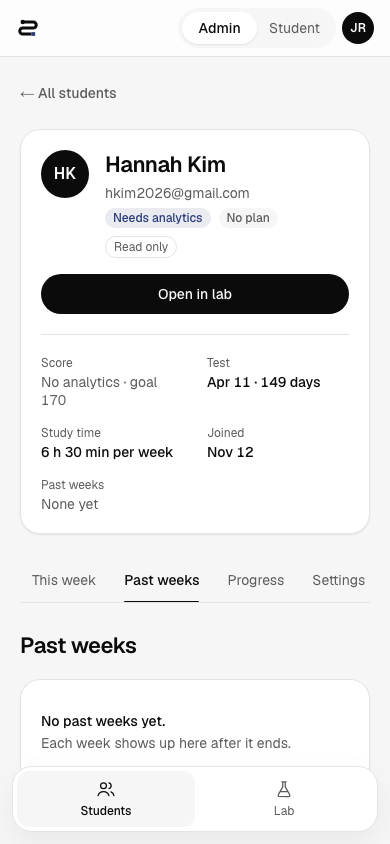 Admin
Student
JR
← All students
HK
Hannah Kim
hkim2026@gmail.com
Needs analytics
No plan
Read only
Open in lab
Score
No analytics · goal
170
Test
Apr 11 · 149 days
Study time
6 h 30 min per week
Joined
Nov 12
Past weeks
None yet
This week
Past weeks
Progress
Settings
Past weeks
No past weeks yet.
Each week shows up here after it ends.
Students
Lab